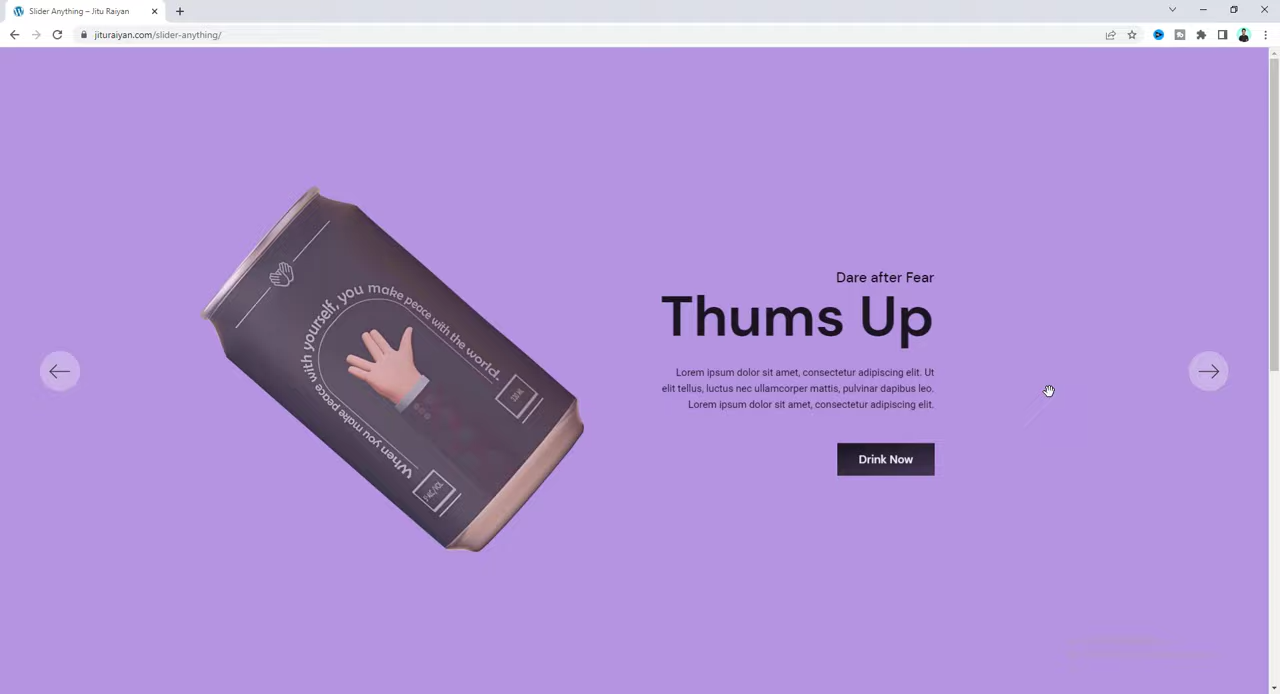 Slider Anything – Jitu Raiyan
jituraiyan.com/slider-anything/
When you make peace with yourself, you make peace with the world.
Dare after Fear
Thums Up
Lorem ipsum dolor sit amet, consectetur adipiscing elit. Ut
elit tellus, luctus nec ullamcorper mattis, pulvinar dapibus leo.
Lorem ipsum dolor sit amet, consectetur adipiscing elit.
Drink Now